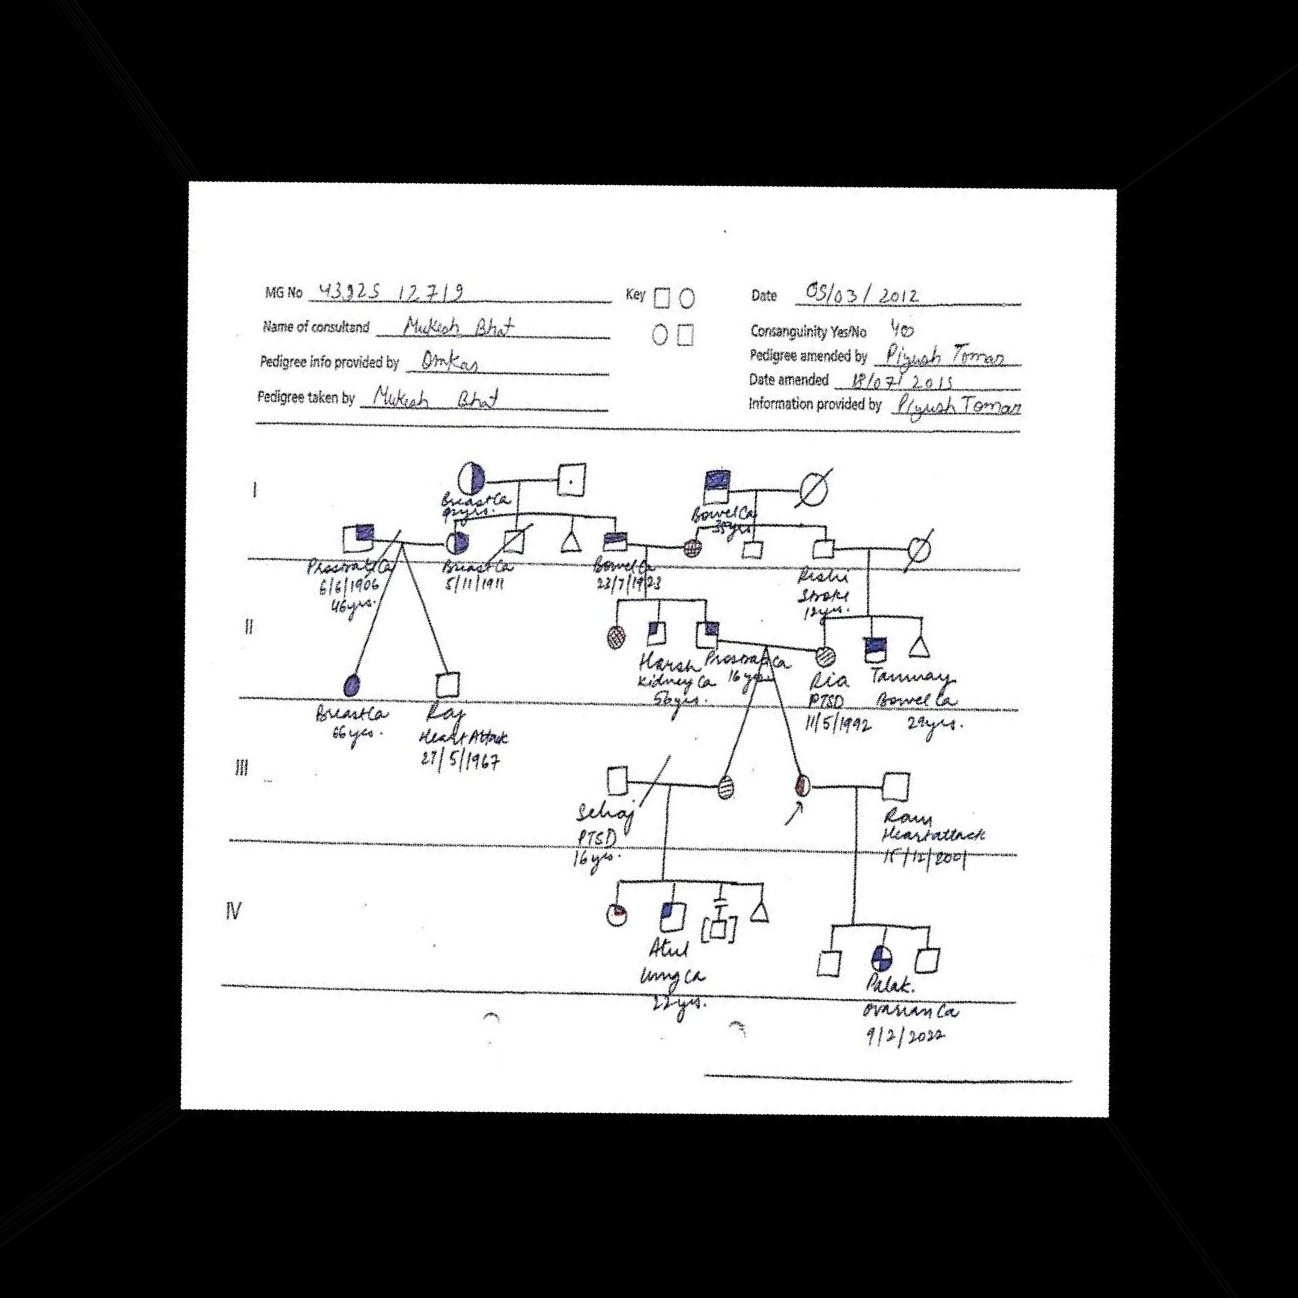 MG No 43925 12719
Key
Date 05/03/2012
Name of consultand Mukesh Bhat
Consanguinity Yes/No
Pedigree info provided by Omkar
Pedigree amended by Piyush Tomar
Date amended 18/07/2015
Pedigree taken by Mukesh Bhat
Information provided by Piyush Tomar
I
Breast Ca
Bowel Ca
35yrs
Prostrate Ca
6/6/1906
46yrs.
Breast Ca
5/11/1911
Bowel Ca
23/7/1923
Rishi
Stroke
12yrs.
II
Harsh
Kidney Ca
56yrs.
Prostrate Ca
16yrs
Ria
PTSD
11/5/1992
Tanmay
Bowel Ca
29yrs.
Breast Ca
66yrs.
Raj
Heart Attack
27/5/1967
III
Sehaj
PTSD
16yrs.
Ram
Heart attack
15/12/2001
IV
Atul
Lung Ca
22yrs.
Palak.
Ovarian Ca
9/2/2022